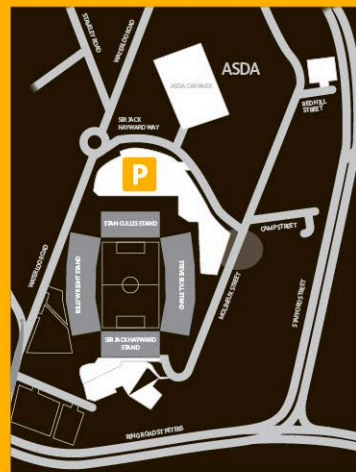 STAVELEY ROAD
WATERLOO ROAD
ASDA
ASDA CAR PARK
SIR JACK
HAYWARD WAY
RED HILL
STREET
P
STAN CULLIS STAND
CAMP STREET
WATERLOO ROAD
BILLY WRIGHT STAND
STEVE BULL STAND
MOLINEUX STREET
STAFFORD STREET
SIR JACK HAYWARD
STAND
RING ROAD ST PETERS